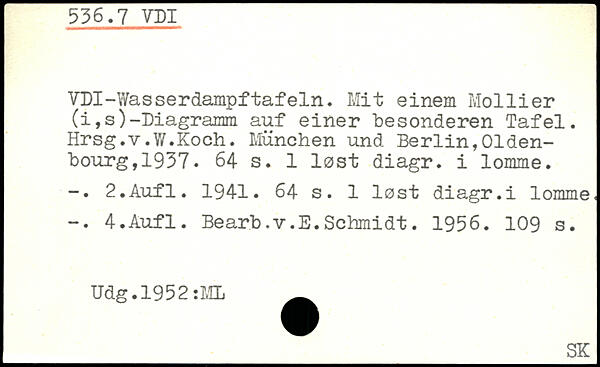 536.7 VDI
VDI-Wasserdampftafeln. Mit einem Mollier
(i,s)-Diagramm auf einer besonderen Tafel.
Hrsg.v.W.Koch. München und Berlin,Olden-
bourg,1937. 64 s. 1 løst diagr. i lomme.
-. 2.Aufl. 1941. 64 s. 1 løst diagr.i lomme.
-. 4.Aufl. Bearb.v.E.Schmidt. 1956. 109 s.
Udg.1952:ML
SK